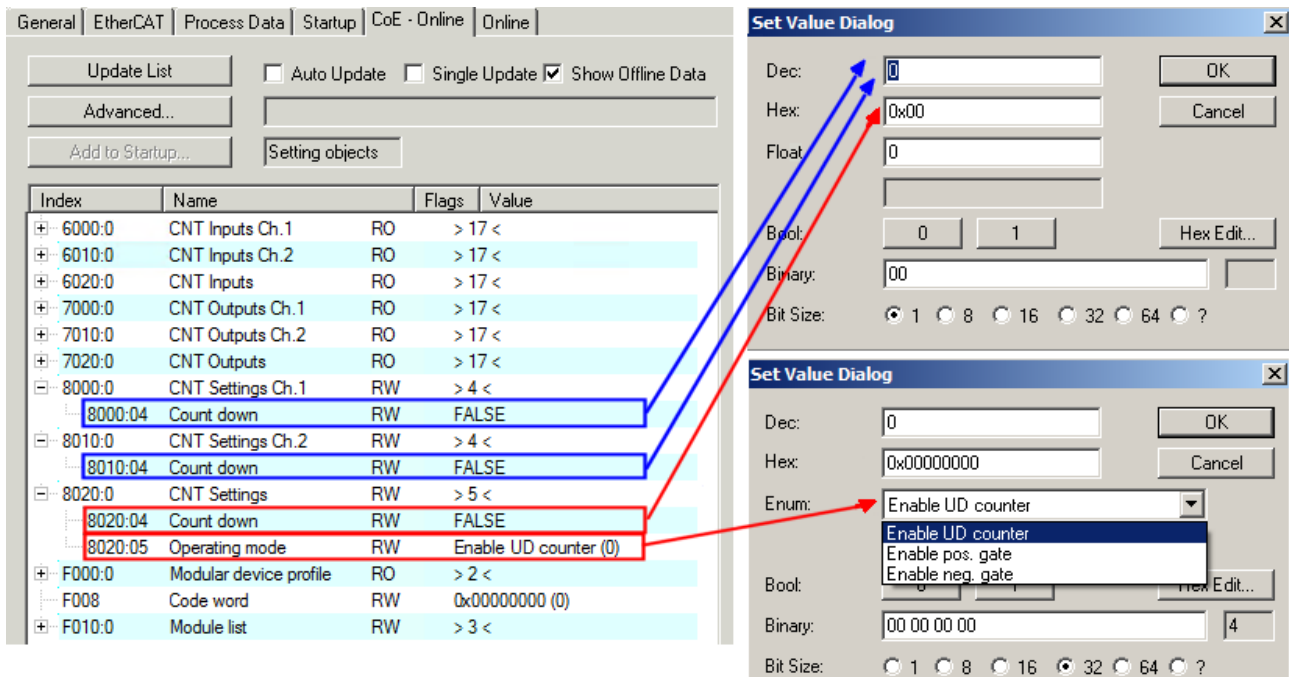 General EtherCAT Process Data Startup CoE - Online Online
Update List Auto Update Single Update Show Offline Data
Advanced...
Add to Startup... Setting objects
Index Name Flags Value
6000:0 CNT Inputs Ch.1 RO > 17 <
6010:0 CNT Inputs Ch.2 RO > 17 <
6020:0 CNT Inputs RO > 17 <
7000:0 CNT Outputs Ch.1 RO > 17 <
7010:0 CNT Outputs Ch.2 RO > 17 <
7020:0 CNT Outputs RO > 17 <
8000:0 CNT Settings Ch.1 RW > 4 <
8000:04 Count down RW FALSE
8010:0 CNT Settings Ch.2 RW > 4 <
8010:04 Count down RW FALSE
8020:0 CNT Settings RW > 5 <
8020:04 Count down RW FALSE
8020:05 Operating mode RW Enable UD counter (0)
F000:0 Modular device profile RO > 2 <
F008 Code word RW 0x00000000 (0)
F010:0 Module list RW > 3 <
Set Value Dialog
Dec: 0 OK
Hex: 0x00 Cancel
Float: 0
Bool: 0 1 Hex Edit...
Binary: 00
Bit Size: 1 8 16 32 64 ?
Set Value Dialog
Dec: 0 OK
Hex: 0x00000000 Cancel
Enum: Enable UD counter
Enable UD counter
Enable pos. gate
Enable neg. gate
Bool: 0 1 Hex Edit...
Binary: 00 00 00 00 4
Bit Size: 1 8 16 32 64 ?